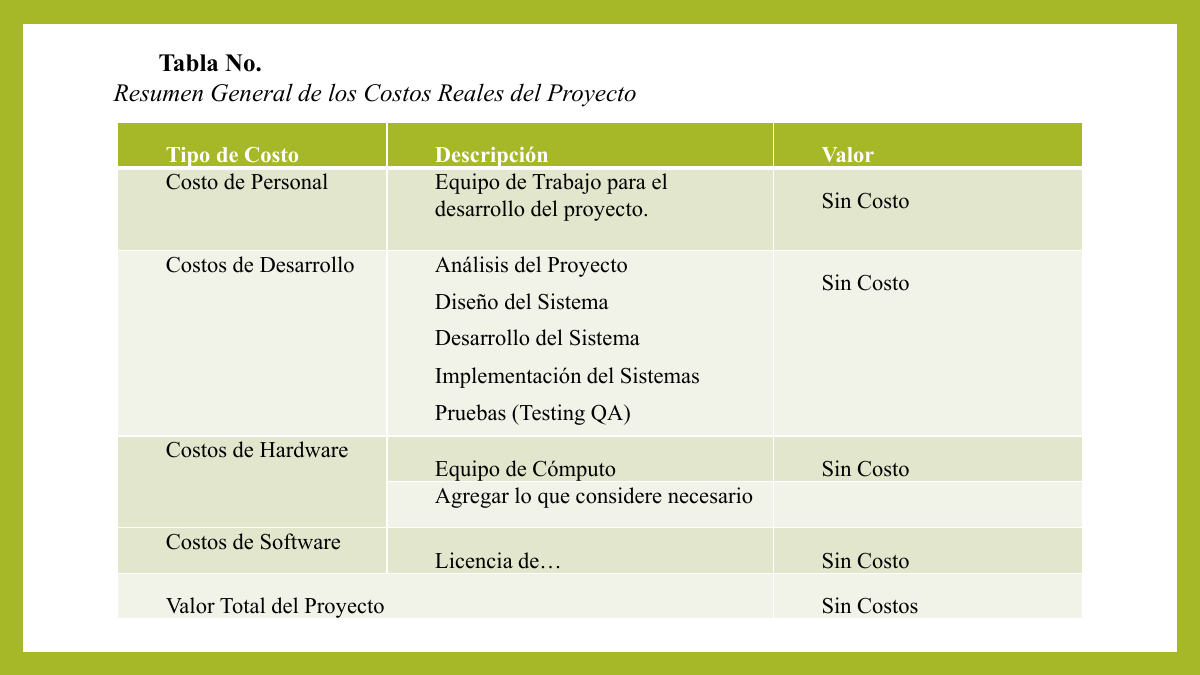 Tabla No.
Resumen General de los Costos Reales del Proyecto
Tipo de Costo
Descripción
Valor
Costo de Personal
Equipo de Trabajo para el
desarrollo del proyecto.
Sin Costo
Costos de Desarrollo
Análisis del Proyecto
Diseño del Sistema
Desarrollo del Sistema
Implementación del Sistemas
Pruebas (Testing QA)
Sin Costo
Costos de Hardware
Equipo de Cómputo
Sin Costo
Agregar lo que considere necesario
Costos de Software
Licencia de…
Sin Costo
Valor Total del Proyecto
Sin Costos